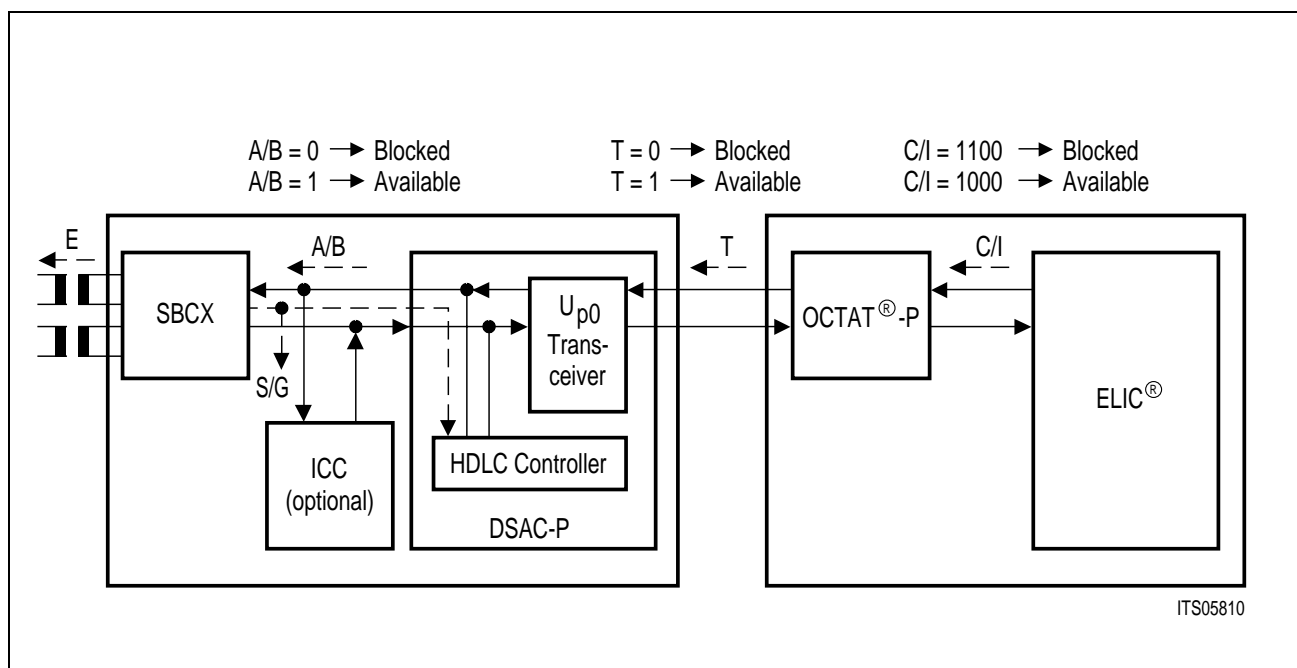 A/B = 0 → Blocked
A/B = 1 → Available
T = 0 → Blocked
T = 1 → Available
C/I = 1100 → Blocked
C/I = 1000 → Available
E
A/B
T
C/I
SBCX
S/G
ICC
(optional)
Up0
Trans-
ceiver
HDLC Controller
DSAC-P
OCTAT®-P
ELIC®
ITS05810